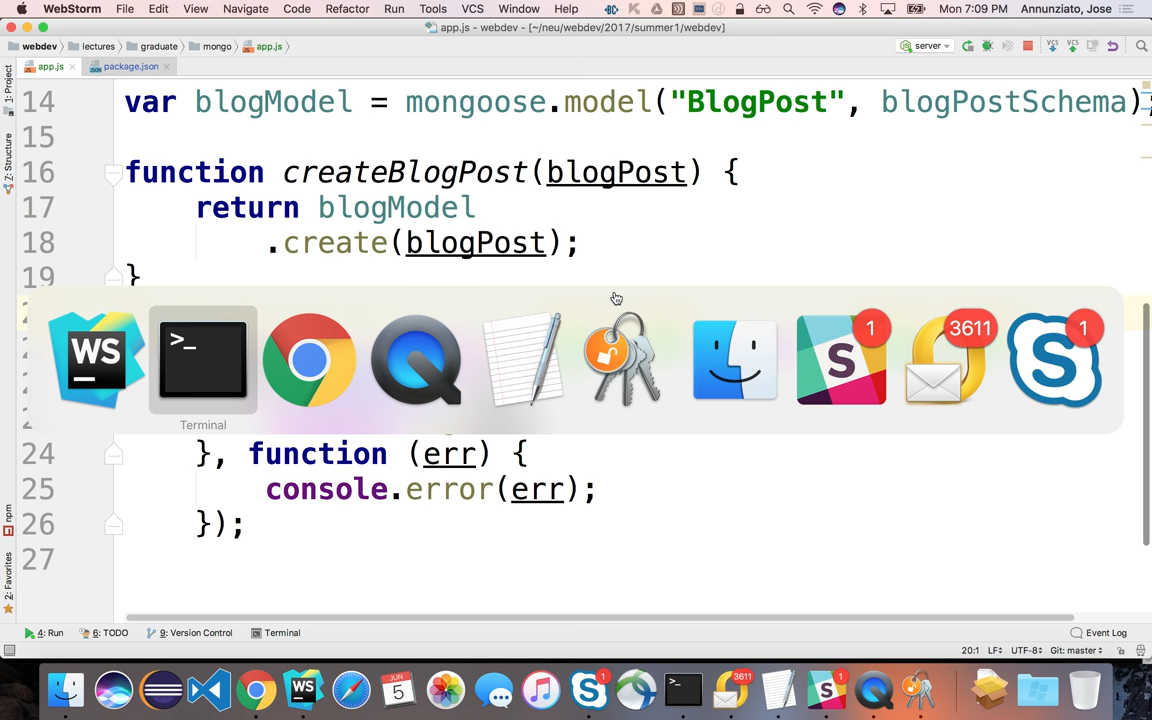 WebStorm File Edit View Navigate Code Refactor Run Tools VCS Window Help Mon 7:09 PM Annunziato, Jose
app.js - webdev - [~/neu/webdev/2017/summer1/webdev]
webdev lectures graduate mongo app.js server VCS VCS
app.js package.json
1: Project
7: Structure
npm
2: Favorites
14 var blogModel = mongoose.model("BlogPost", blogPostSchema);
15
16 function createBlogPost(blogPost) {
17 return blogModel
18 .create(blogPost);
19 }
WS >_ S 1 3611 S 1
Terminal
24 }, function (err) {
25 console.error(err);
26 });
27
4: Run 6: TODO 9: Version Control Terminal Event Log
20:1 LF UTF-8 Git: master
JUN 5 WS S 1 >_ 3611 S 1